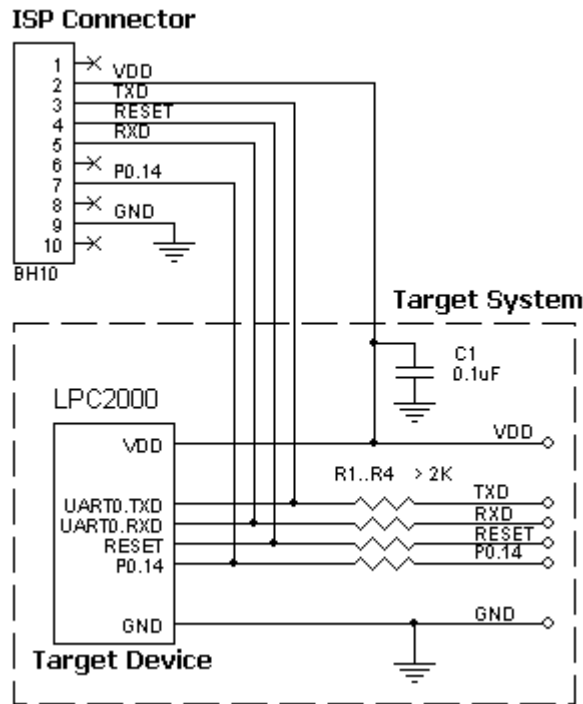 ISP Connector
1
2 VDD
3 TXD
4 RESET
5 RXD
6
7 P0.14
8
9 GND
10
BH10
Target System
C1
0.1uF
LPC2000
VDD
VDD
R1..R4 > 2K
UART0.TXD
TXD
UART0.RXD
RXD
RESET
RESET
P0.14
P0.14
GND
GND
Target Device